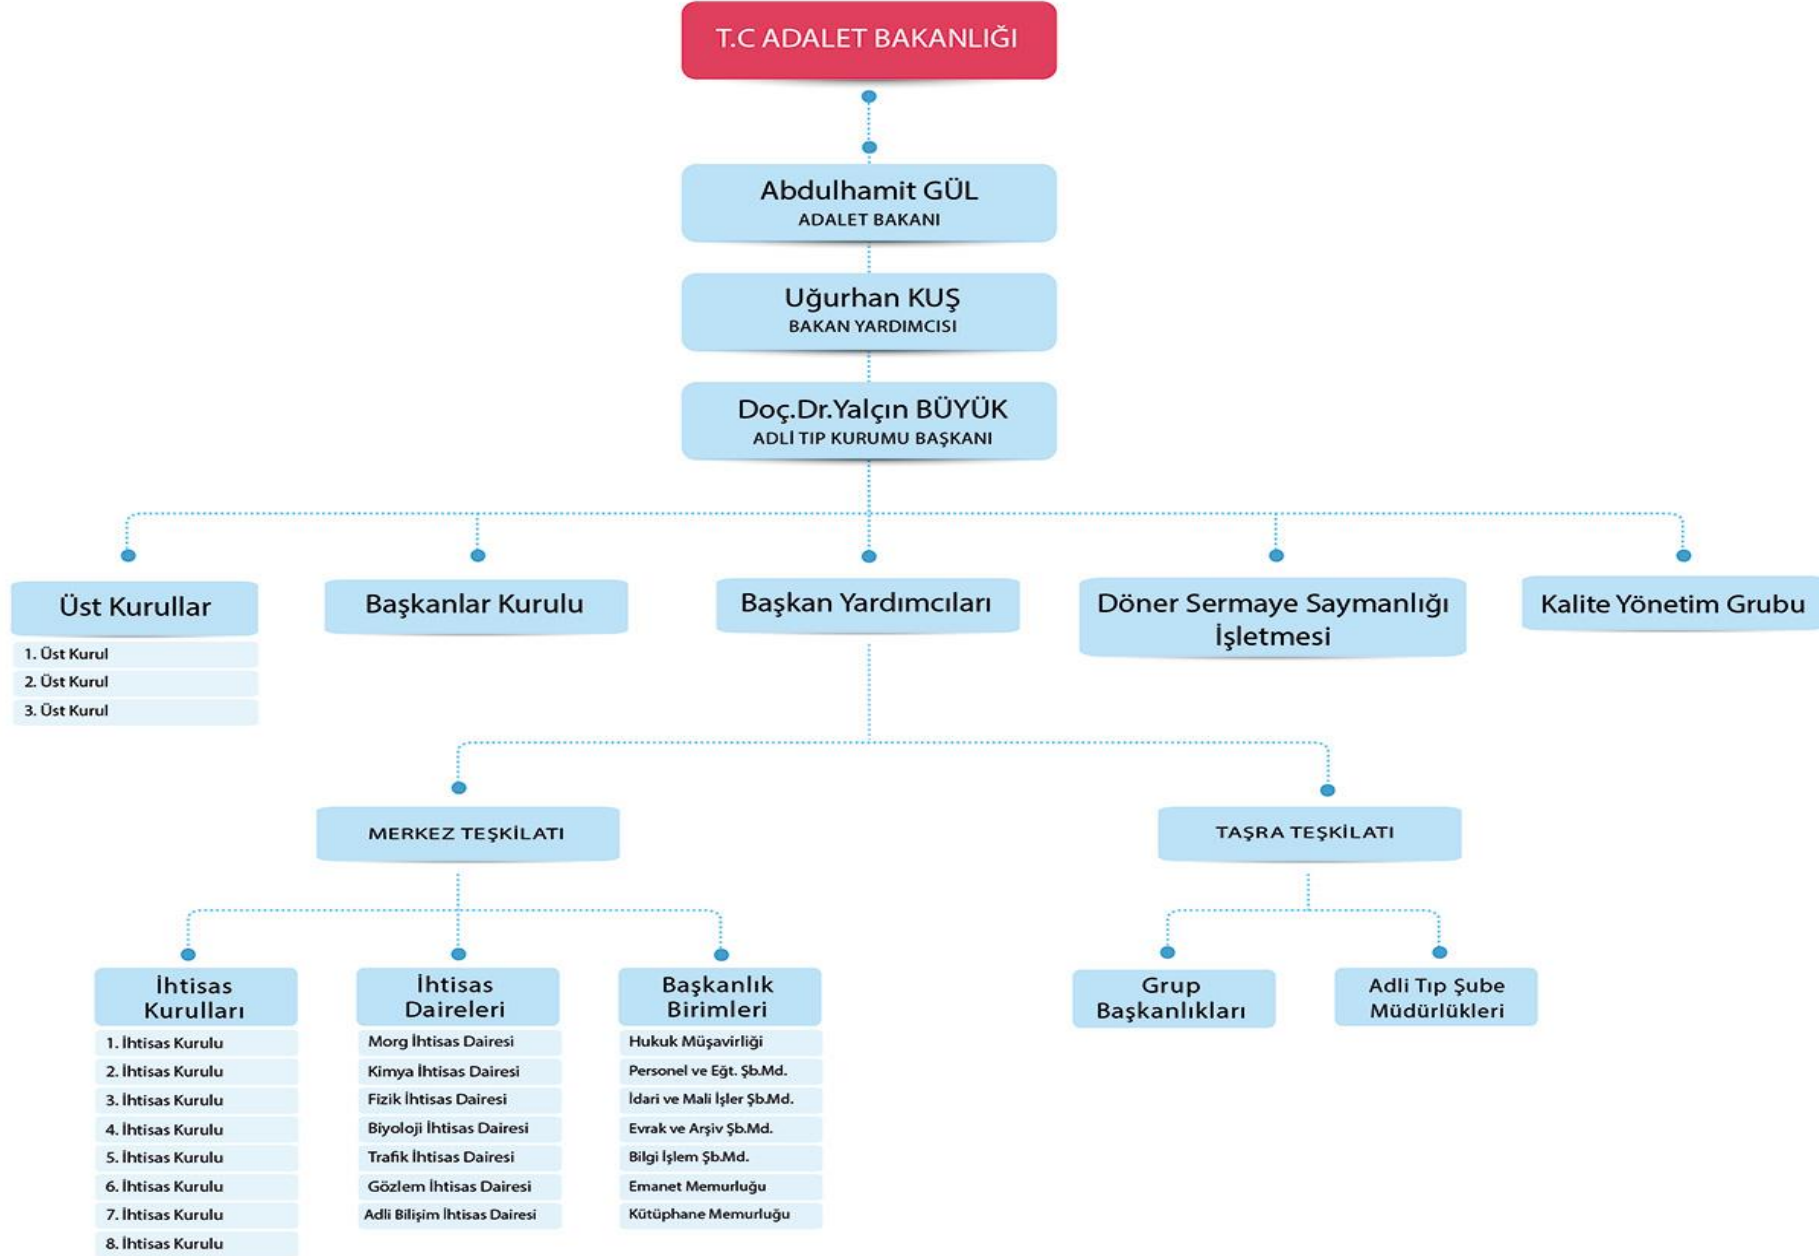 T.C ADALET BAKANLIĞI
Abdulhamit GÜL
ADALET BAKANI
Uğurhan KUŞ
BAKAN YARDIMCISI
Doç.Dr.Yalçın BÜYÜK
ADLİ TIP KURUMU BAŞKANI
Üst Kurullar
1. Üst Kurul
2. Üst Kurul
3. Üst Kurul
Başkanlar Kurulu
Başkan Yardımcıları
Döner Sermaye Saymanlığı
İşletmesi
Kalite Yönetim Grubu
MERKEZ TEŞKİLATI
TAŞRA TEŞKİLATI
İhtisas
Kurulları
1. İhtisas Kurulu
2. İhtisas Kurulu
3. İhtisas Kurulu
4. İhtisas Kurulu
5. İhtisas Kurulu
6. İhtisas Kurulu
7. İhtisas Kurulu
8. İhtisas Kurulu
İhtisas
Daireleri
Morg İhtisas Dairesi
Kimya İhtisas Dairesi
Fizik İhtisas Dairesi
Biyoloji İhtisas Dairesi
Trafik İhtisas Dairesi
Gözlem İhtisas Dairesi
Adli Bilişim İhtisas Dairesi
Başkanlık
Birimleri
Hukuk Müşavirliği
Personel ve Eğt. Şb.Md.
İdari ve Mali İşler Şb.Md.
Evrak ve Arşiv Şb.Md.
Bilgi İşlem Şb.Md.
Emanet Memurluğu
Kütüphane Memurluğu
Grup
Başkanlıkları
Adli Tıp Şube
Müdürlükleri